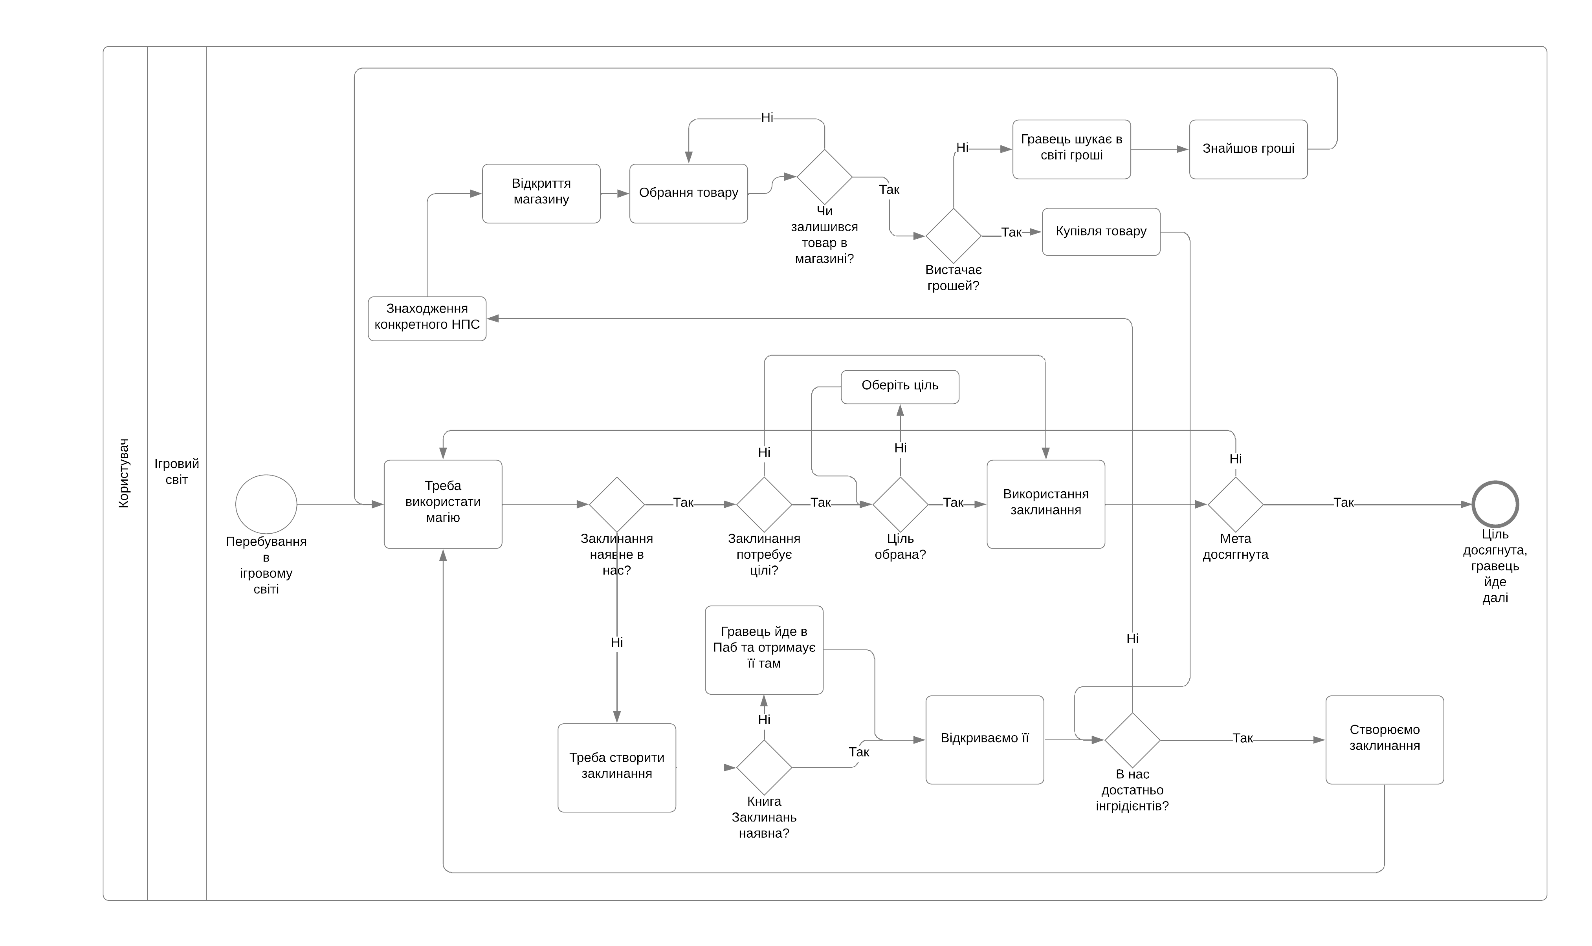 Користувач
Ігровий
світ
Ні
Відкриття
магазину
Обрання товару
Чи
залишився
товар в
магазині?
Так
Ні
Гравець шукає в
світі гроші
Знайшов гроші
Вистачає
грошей?
Так
Купівля товару
Знаходження
конкретного НПС
Оберіть ціль
Ні
Ні
Ні
Перебування
в
ігровому
світі
Треба
використати
магію
Заклинання
наявне в
нас?
Так
Заклинання
потребує
цілі?
Так
Ціль
обрана?
Так
Використання
заклинання
Мета
досяггнута
Так
Ціль
досягнута,
гравець
йде
далі
Ні
Ні
Гравець йде в
Паб та отримає
її там
Ні
Треба створити
заклинання
Книга
Заклинань
наявна?
Так
Відкриваємо її
В нас
достатньо
інгрідієнтів?
Так
Створюємо
заклинання